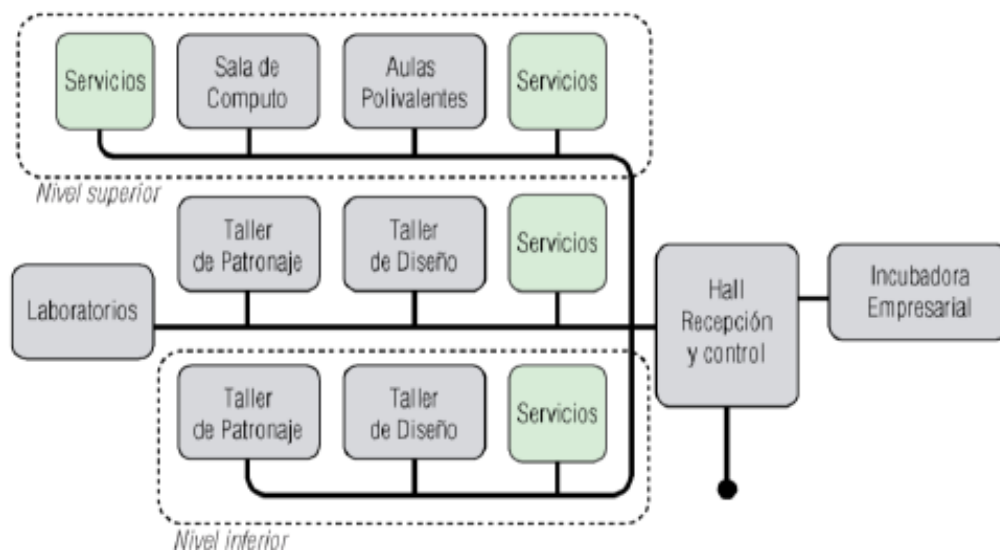 Servicios
Sala de
Computo
Aulas
Polivalentes
Servicios
Nivel superior
Taller
de Patronaje
Taller
de Diseño
Servicios
Laboratorios
Hall
Recepción
y control
Incubadora
Empresarial
Taller
de Patronaje
Taller
de Diseño
Servicios
Nivel inferior